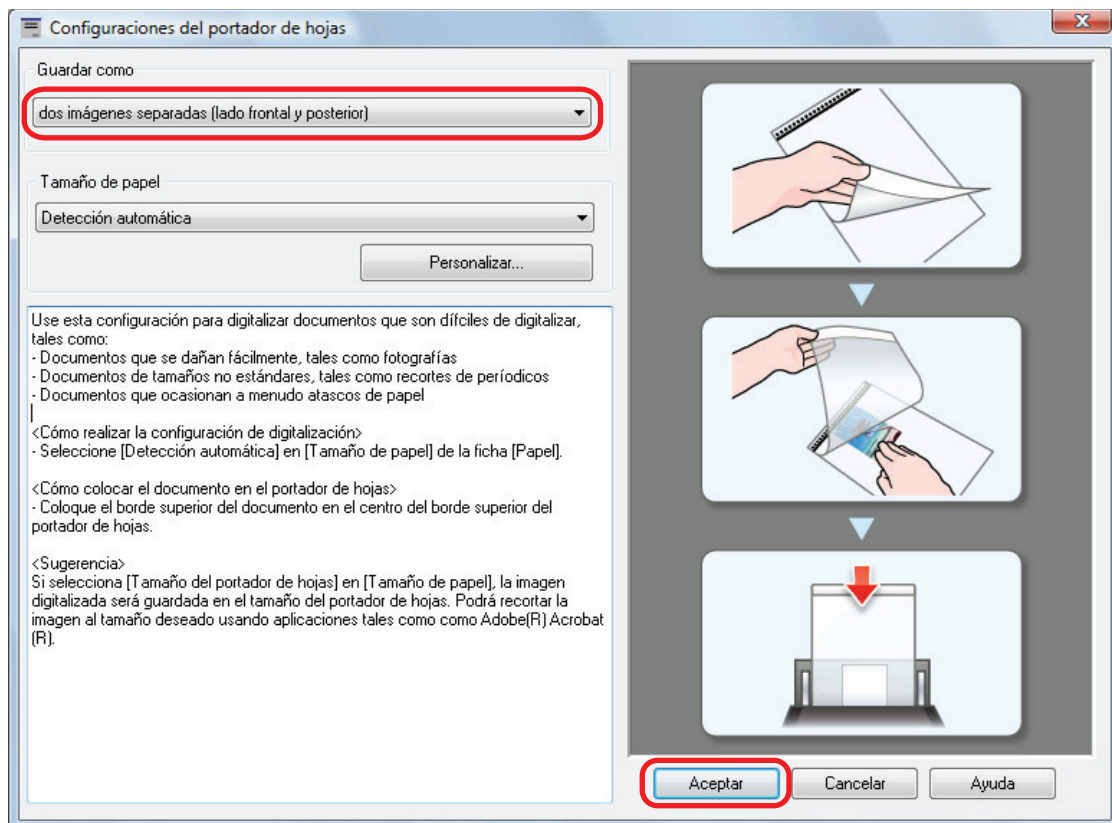 Configuraciones del portador de hojas
Guardar como
dos imágenes separadas (lado frontal y posterior)
Tamaño de papel
Detección automática
Personalizar...
Use esta configuración para digitalizar documentos que son difíciles de digitalizar,
tales como:
- Documentos que se dañan fácilmente, tales como fotografías
- Documentos de tamaños no estándares, tales como recortes de períodicos
- Documentos que ocasionan a menudo atascos de papel
<Cómo realizar la configuración de digitalización>
- Seleccione [Detección automática] en [Tamaño de papel] de la ficha [Papel].
<Cómo colocar el documento en el portador de hojas>
- Coloque el borde superior del documento en el centro del borde superior del
portador de hojas.
<Sugerencia>
Si selecciona [Tamaño del portador de hojas] en [Tamaño de papel], la imagen
digitalizada será guardada en el tamaño del portador de hojas. Podrá recortar la
imagen al tamaño deseado usando aplicaciones tales como como Adobe(R) Acrobat
(R).
Aceptar Cancelar Ayuda